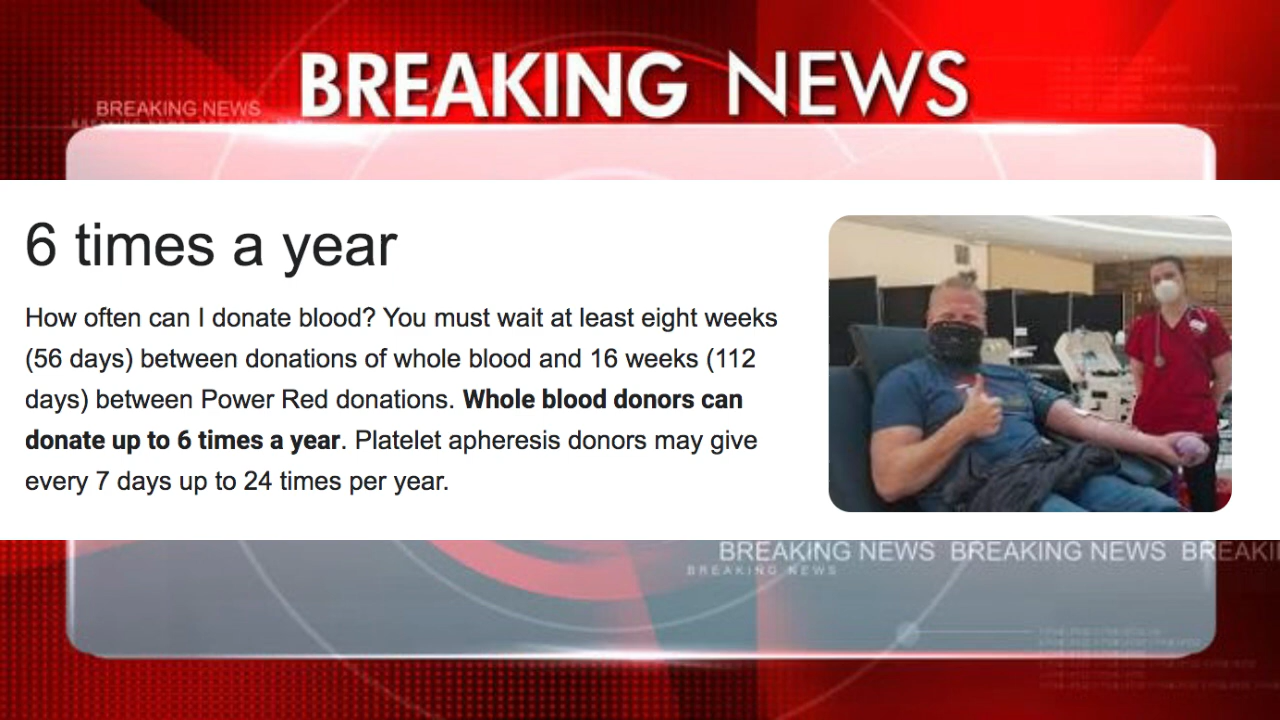 BREAKING NEWS
BREAKING NEWS
6 times a year
How often can I donate blood? You must wait at least eight weeks
(56 days) between donations of whole blood and 16 weeks (112
days) between Power Red donations. Whole blood donors can
donate up to 6 times a year. Platelet apheresis donors may give
every 7 days up to 24 times per year.
BREAKING NEWS BREAKING NEWS BREAKI
BREAKING NEWS